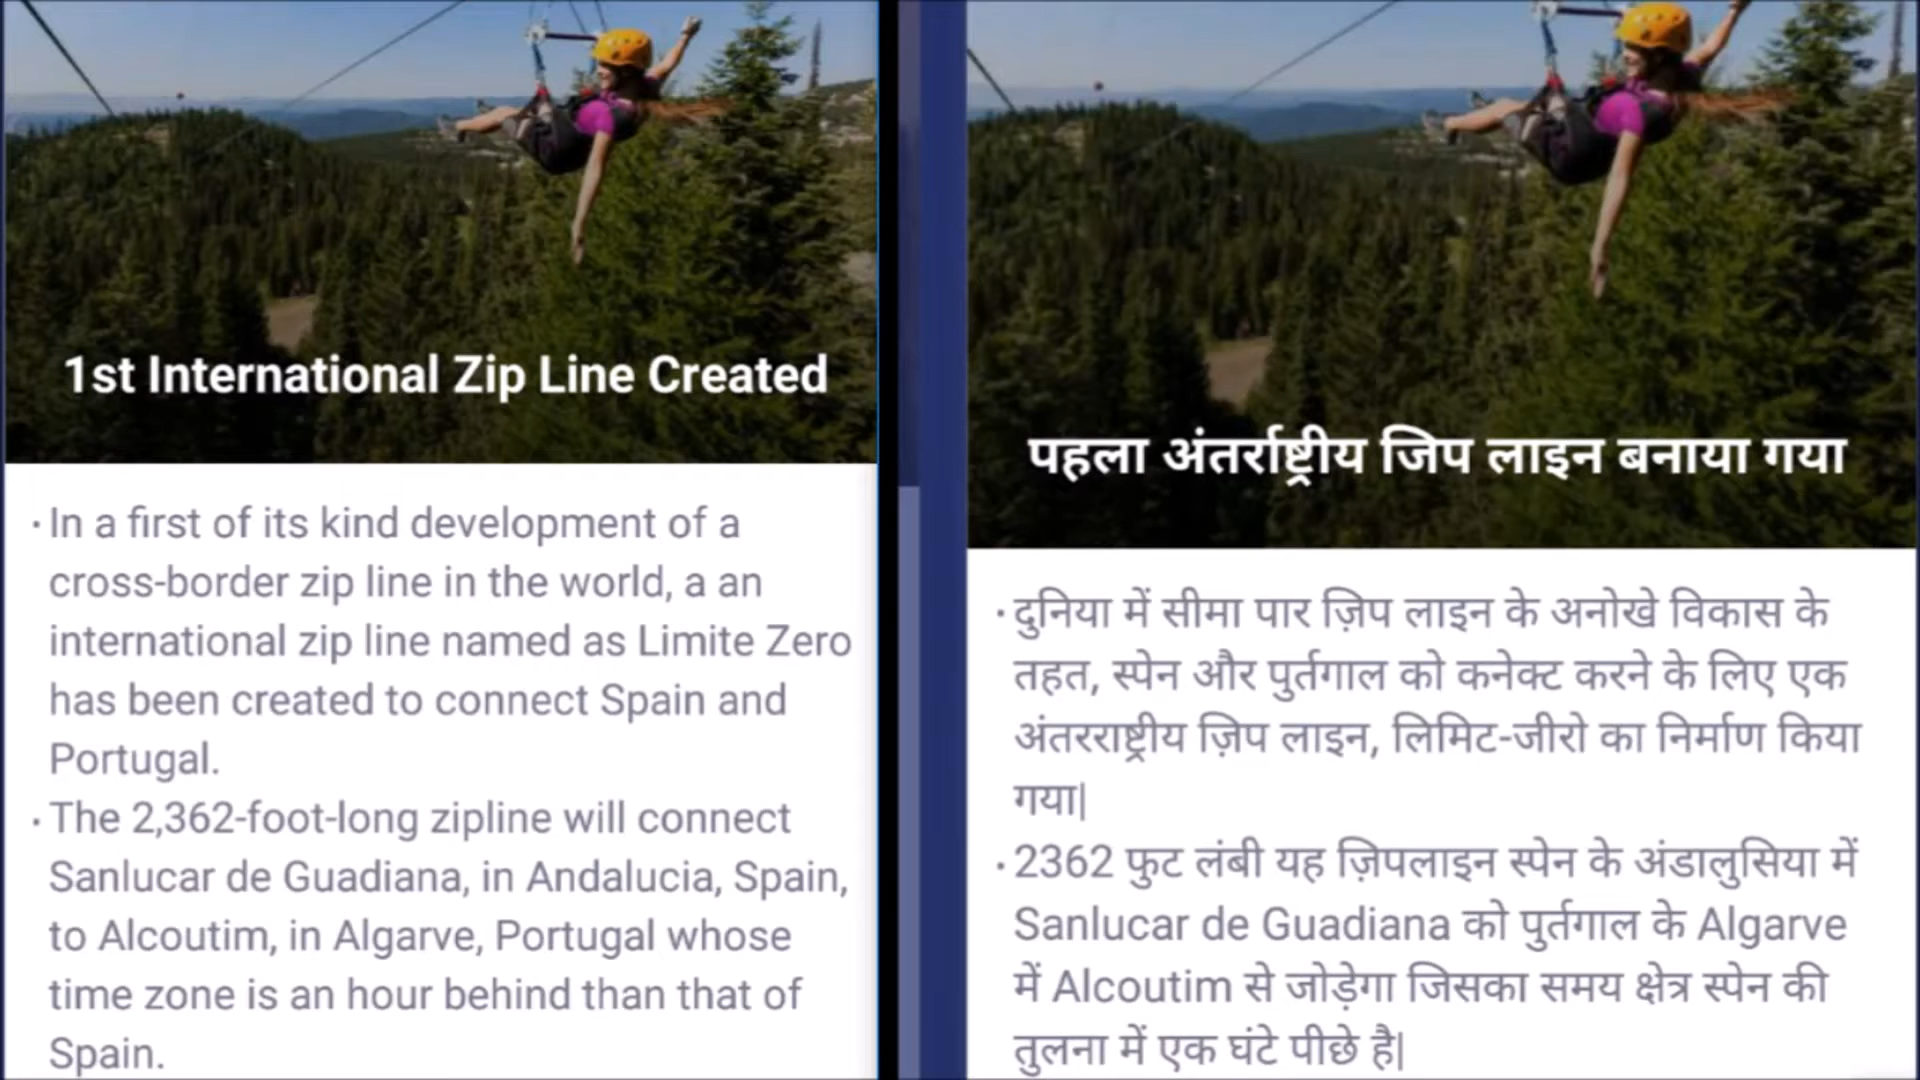 1st International Zip Line Created
· In a first of its kind development of a
cross-border zip line in the world, a an
international zip line named as Limite Zero
has been created to connect Spain and
Portugal.
· The 2,362-foot-long zipline will connect
Sanlucar de Guadiana, in Andalucia, Spain,
to Alcoutim, in Algarve, Portugal whose
time zone is an hour behind than that of
Spain.
पहला अंतर्राष्ट्रीय जिप लाइन बनाया गया
· दुनिया में सीमा पार ज़िप लाइन के अनोखे विकास के
तहत, स्पेन और पुर्तगाल को कनेक्ट करने के लिए एक
अंतरराष्ट्रीय ज़िप लाइन, लिमिट-जीरो का निर्माण किया
गया|
· 2362 फुट लंबी यह ज़िपलाइन स्पेन के अंडालुसिया में
Sanlucar de Guadiana को पुर्तगाल के Algarve
में Alcoutim से जोड़ेगा जिसका समय क्षेत्र स्पेन की
तुलना में एक घंटे पीछे है|